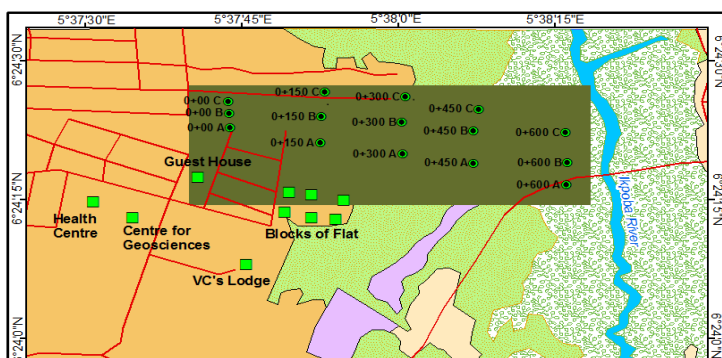 5°37'30"E
5°37'45"E
5°38'0"E
5°38'15"E
6°24'30"N
6°24'30"N
0+00 C
0+150 C
0+300 C
0+450 C
0+00 B
0+150 B
0+300 B
0+450 B
0+600 C
0+00 A
0+150 A
0+300 A
0+450 A
0+600 B
0+600 A
Guest House
6°24'15"N
6°24'15"N
Health
Centre
Centre for
Geosciences
Blocks of Flat
Ikpoba River
VC's Lodge
6°24'0"N
6°24'0"N